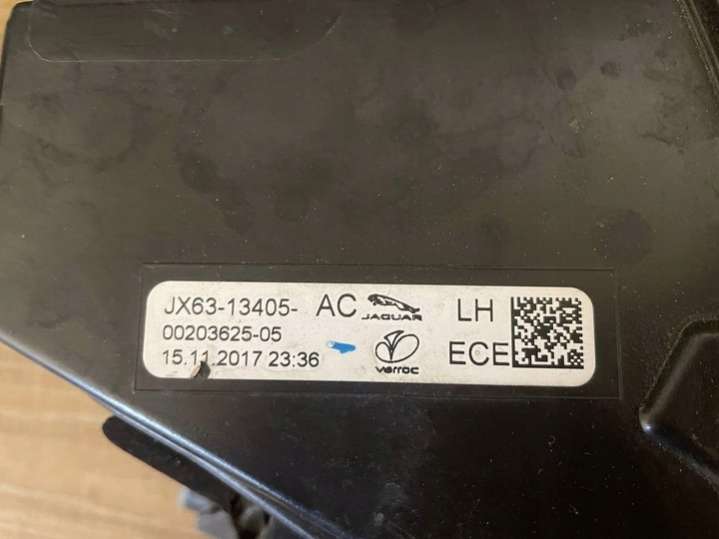 JX63-13405- AC JAGUAR LH
00203625-05
15.11.2017 23:36 varroc ECE